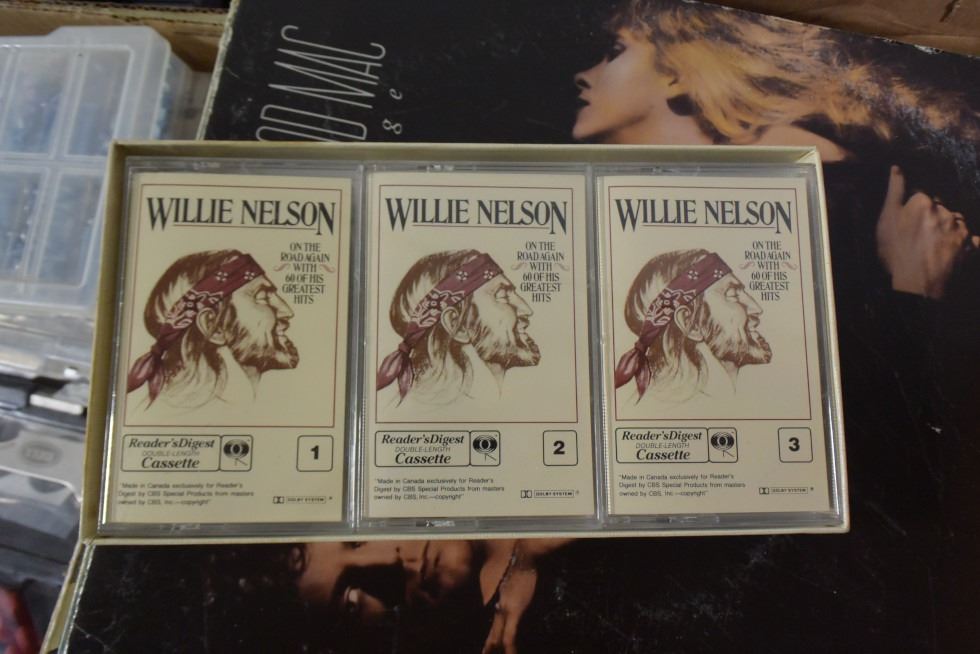 OD MAC
g e
WILLIE NELSON
ON THE
ROAD AGAIN
WITH
60 OF HIS
GREATEST
HITS
Reader's Digest
DOUBLE-LENGTH
Cassette
1
"Made in Canada exclusively for Reader's
Digest by CBS Special Products from masters
owned by CBS, Inc.—copyright"
DOLBY SYSTEM ®
WILLIE NELSON
ON THE
ROAD AGAIN
WITH
60 OF HIS
GREATEST
HITS
Reader's Digest
DOUBLE-LENGTH
Cassette
2
"Made in Canada exclusively for Reader's
Digest by CBS Special Products from masters
owned by CBS, Inc.—copyright"
DOLBY SYSTEM ®
WILLIE NELSON
ON THE
ROAD AGAIN
WITH
60 OF HIS
GREATEST
HITS
Reader's Digest
DOUBLE-LENGTH
Cassette
3
"Made in Canada exclusively for Reader's
Digest by CBS Special Products from masters
owned by CBS, Inc.—copyright"
DOLBY SYSTEM ®